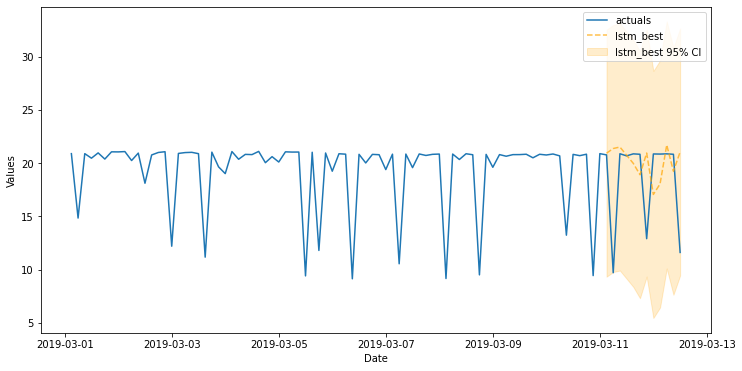 actuals
lstm_best
lstm_best 95% CI
30
25
20
15
10
5
Values
2019-03-01
2019-03-03
2019-03-05
2019-03-07
2019-03-09
2019-03-11
2019-03-13
Date